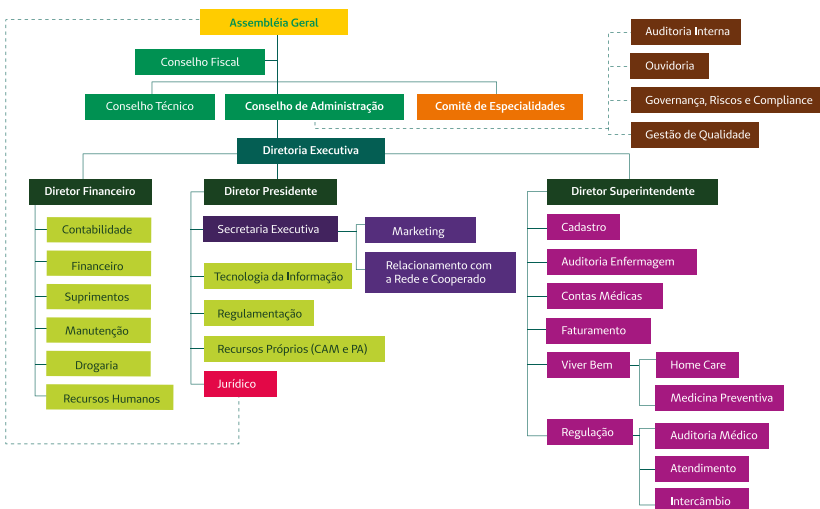 Assembléia Geral
Auditoria Interna
Conselho Fiscal
Ouvidoria
Conselho Técnico
Conselho de Administração
Comitê de Especialidades
Governança, Riscos e Compliance
Gestão de Qualidade
Diretoria Executiva
Diretor Financeiro
Contabilidade
Financeiro
Suprimentos
Manutenção
Drogaria
Recursos Humanos
Diretor Presidente
Secretaria Executiva
Marketing
Relacionamento com
a Rede e Cooperado
Tecnologia da Informação
Regulamentação
Recursos Próprios (CAM e PA)
Jurídico
Diretor Superintendente
Cadastro
Auditoria Enfermagem
Contas Médicas
Faturamento
Viver Bem
Home Care
Medicina Preventiva
Regulação
Auditoria Médico
Atendimento
Intercâmbio